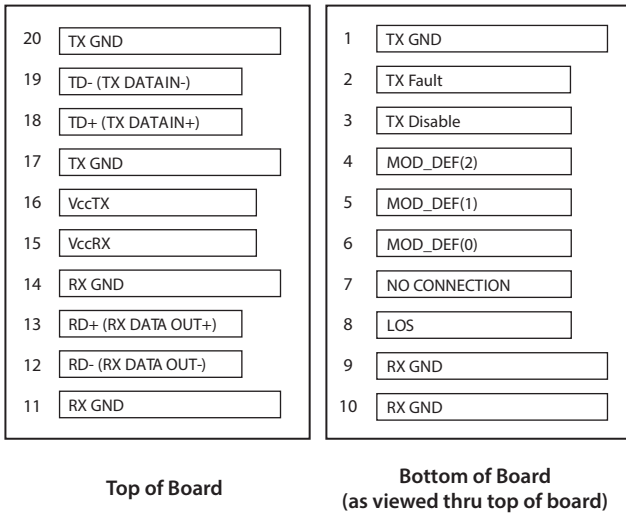 20 TX GND
19 TD- (TX DATAIN-)
18 TD+ (TX DATAIN+)
17 TX GND
16 VccTX
15 VccRX
14 RX GND
13 RD+ (RX DATA OUT+)
12 RD- (RX DATA OUT-)
11 RX GND
Top of Board
1 TX GND
2 TX Fault
3 TX Disable
4 MOD_DEF(2)
5 MOD_DEF(1)
6 MOD_DEF(0)
7 NO CONNECTION
8 LOS
9 RX GND
10 RX GND
Bottom of Board
(as viewed thru top of board)